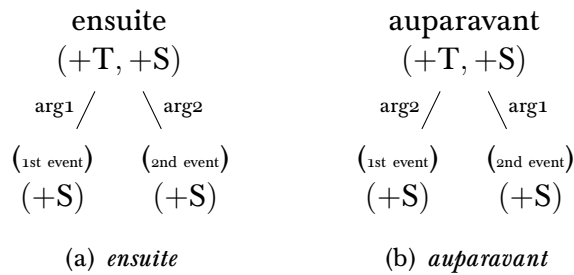 ensuite
(+T, +S)
arg1 arg2
(1st event) (2nd event)
(+S) (+S)
(a) ensuite
auparavant
(+T, +S)
arg2 arg1
(1st event) (2nd event)
(+S) (+S)
(b) auparavant